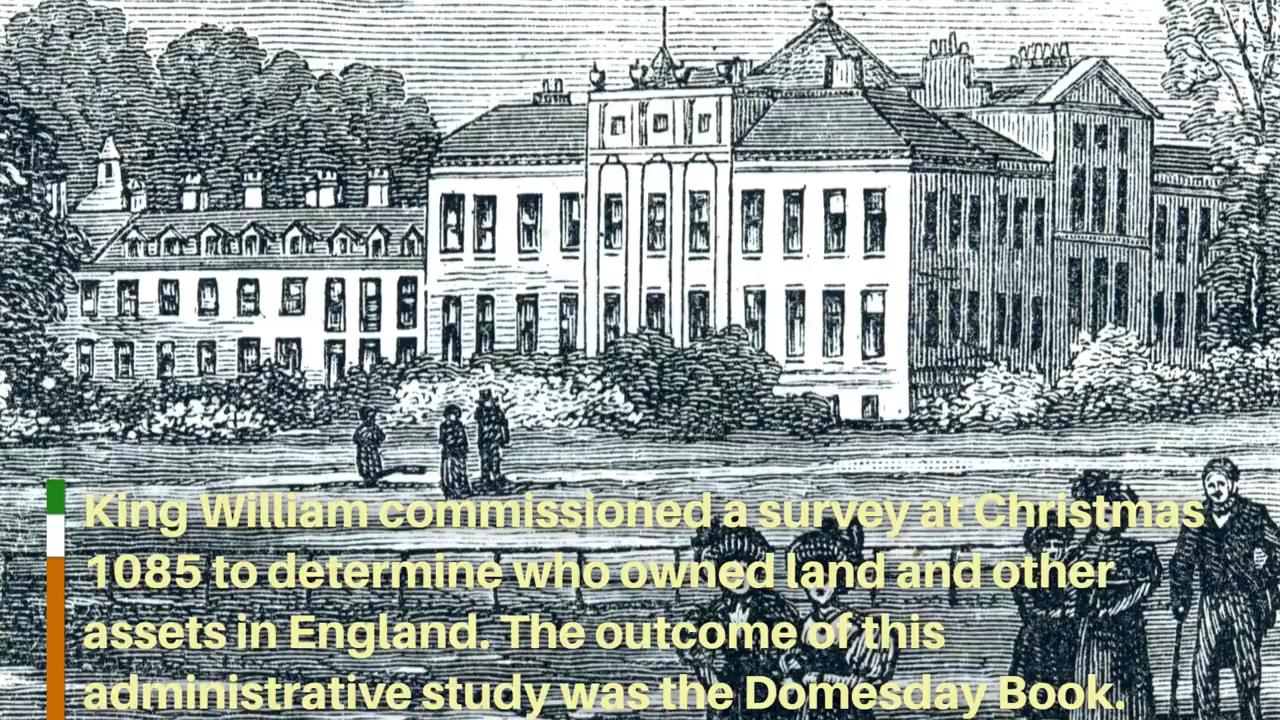 King William commissioned a survey at Christmas
1085 to determine who owned land and other
assets in England. The outcome of this
administrative study was the Domesday Book.